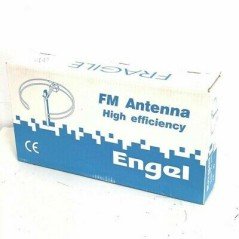 FRAGILE
FM Antenna
High efficiency
CE
Engel